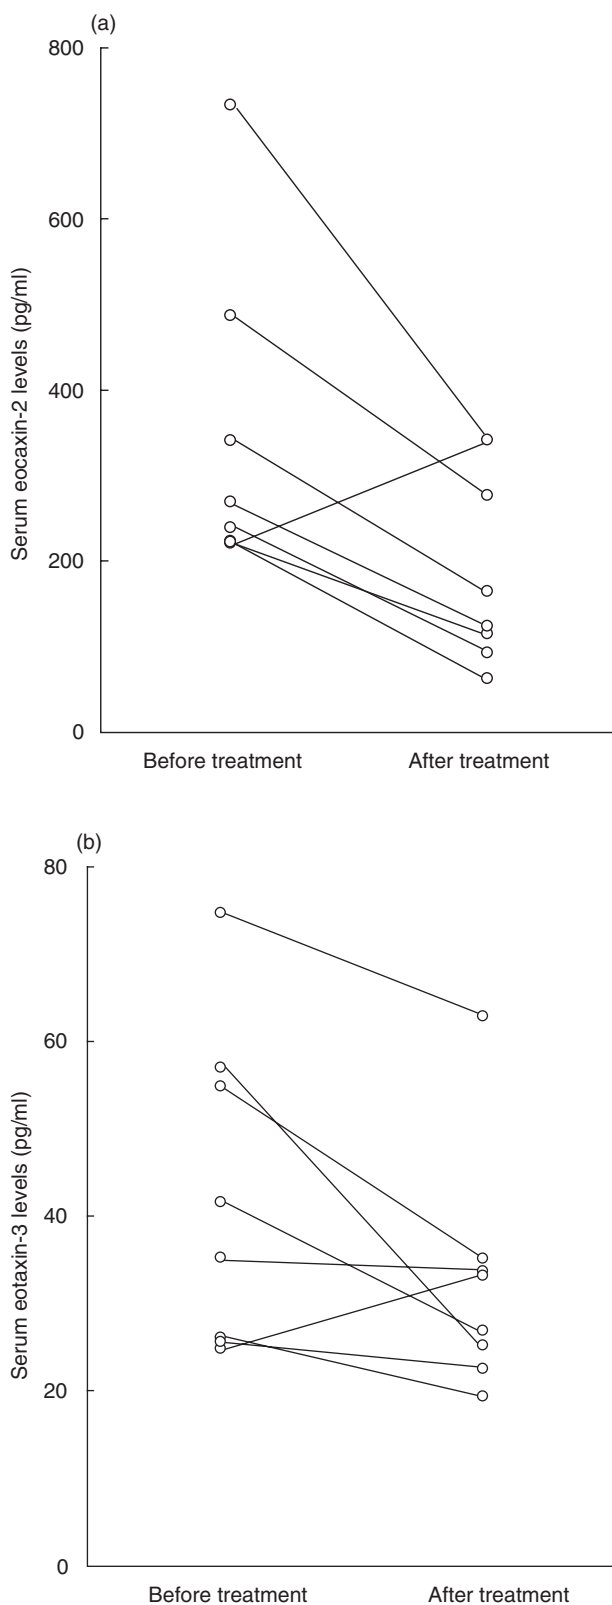 (a)
800
600
400
200
0
Serum eocaxin-2 levels (pg/ml)
Before treatment
After treatment
(b)
80
60
40
20
0
Serum eotaxin-3 levels (pg/ml)
Before treatment
After treatment